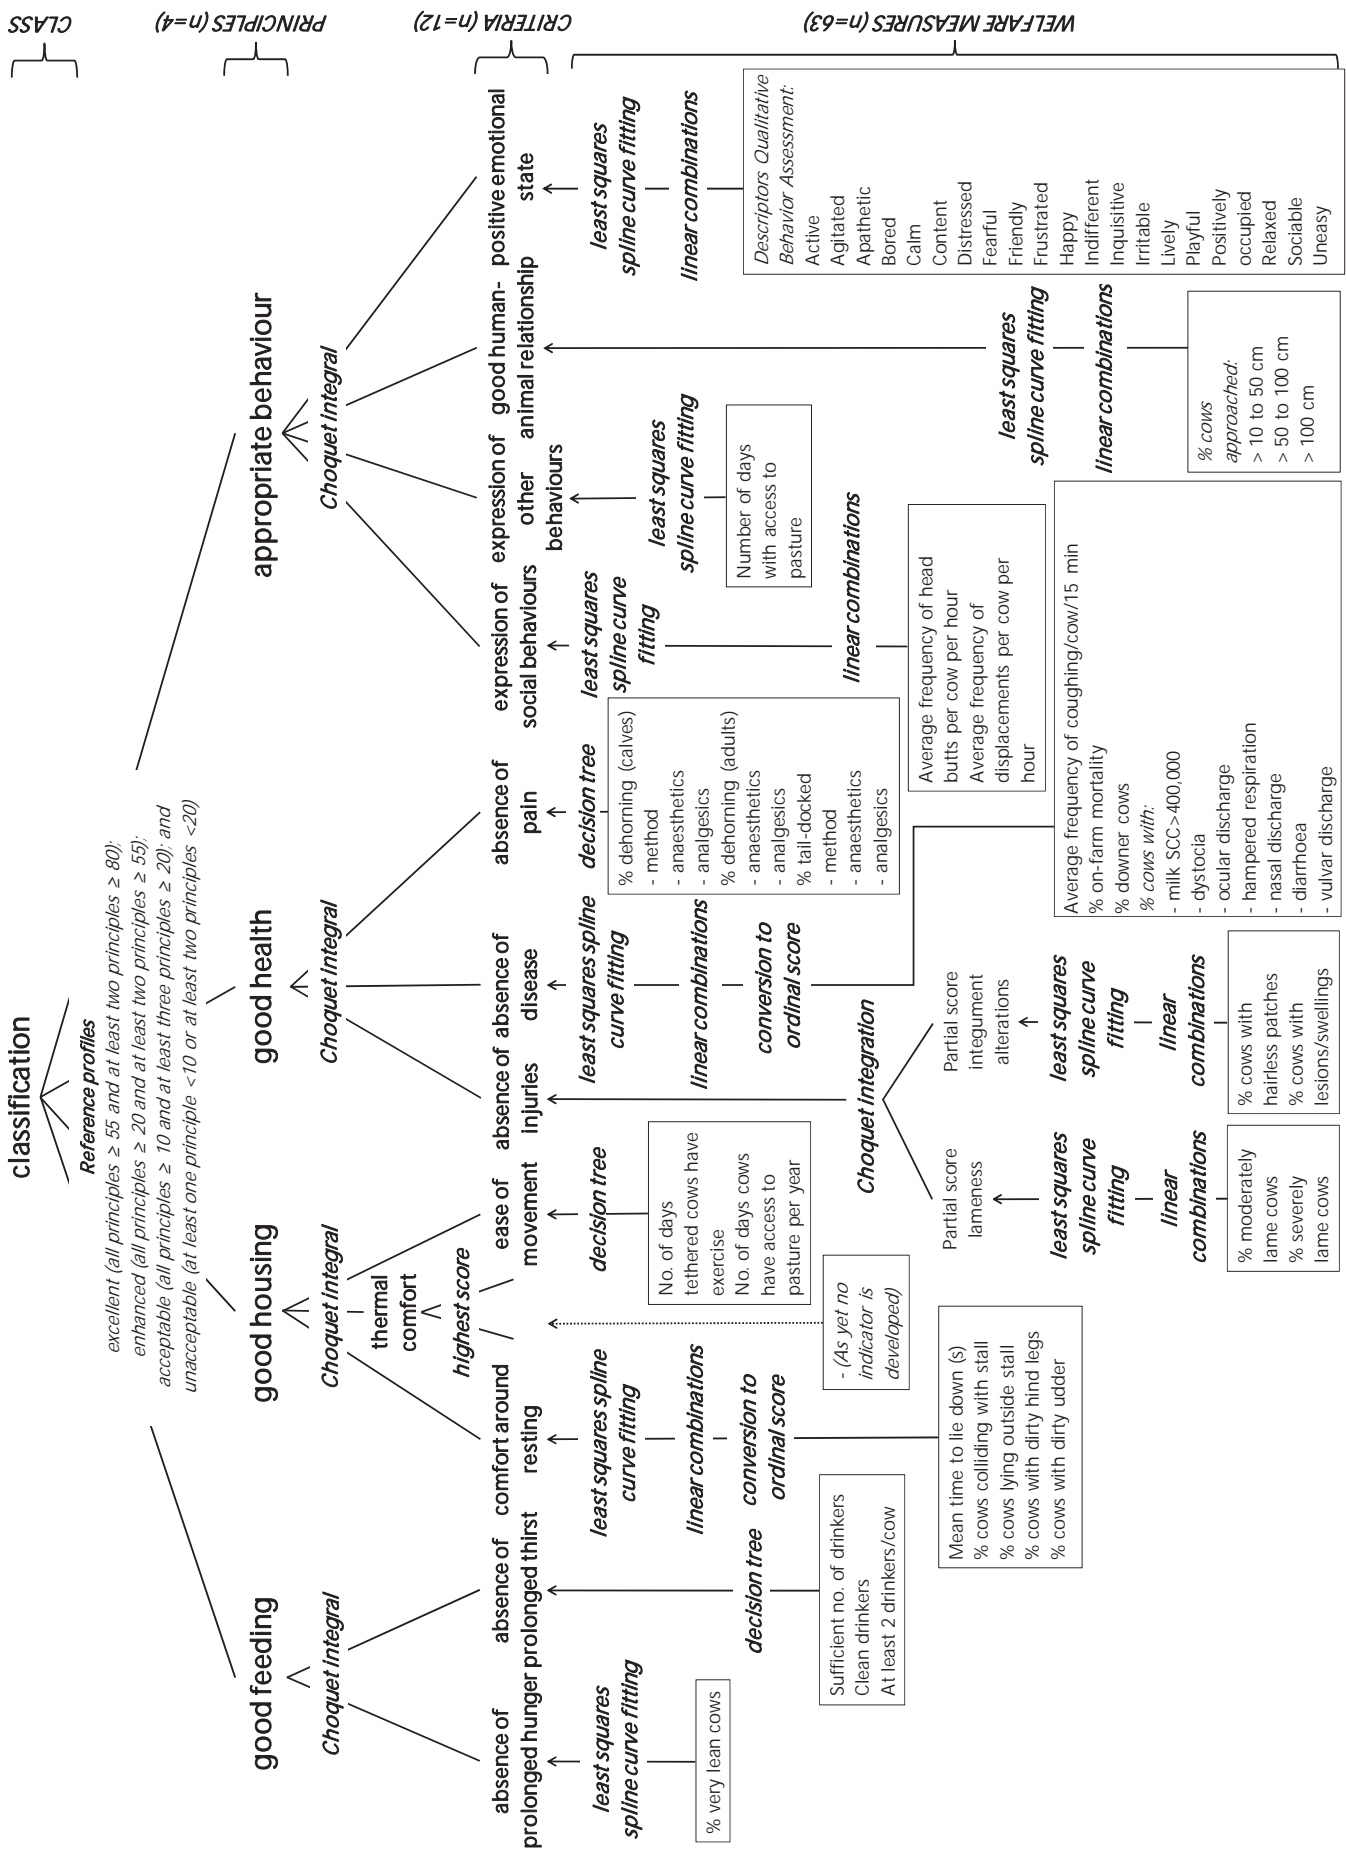 CLASS
PRINCIPLES (n=4)
CRITERIA (n=12)
WELFARE MEASURES (n=63)
classification
Reference profiles
excellent (all principles ≥ 55 and at least two principles ≥ 80);
enhanced (all principles ≥ 20 and at least two principles ≥ 55);
acceptable (all principles ≥ 10 and at least three principles ≥ 20); and
unacceptable (at least one principle <10 or at least two principles <20)
good feeding
Choquet integral
absence of
prolonged hunger
least squares
spline curve fitting
% very lean cows
absence of
prolonged thirst
decision tree
Sufficient no. of drinkers
Clean drinkers
At least 2 drinkers/cow
good housing
Choquet integral
comfort around
resting
least squares spline
curve fitting
linear combinations
conversion to
ordinal score
Mean time to lie down (s)
% cows colliding with stall
% cows lying outside stall
% cows with dirty hind legs
% cows with dirty udder
thermal
comfort
highest score
- (As yet no
indicator is
developed)
ease of
movement
decision tree
No. of days
tethered cows have
exercise
No. of days cows
have access to
pasture per year
good health
Choquet integral
absence of
injuries
Choquet integration
Partial score
lameness
least squares
spline curve
fitting
linear
combinations
% moderately
lame cows
% severely
lame cows
Partial score
integument
alterations
least squares
spline curve
fitting
linear
combinations
% cows with
hairless patches
% cows with
lesions/swellings
absence of
disease
least squares spline
curve fitting
linear combinations
conversion to
ordinal score
Average frequency of coughing/cow/15 min
% on-farm mortality
% downer cows
% cows with:
- milk SCC>400,000
- dystocia
- ocular discharge
- hampered respiration
- nasal discharge
- diarrhoea
- vulvar discharge
absence of
pain
decision tree
% dehorning (calves)
- method
- anaesthetics
- analgesics
% dehorning (adults)
- anaesthetics
- analgesics
% tail-docked
- method
- anaesthetics
- analgesics
appropriate behaviour
Choquet integral
expression of
social behaviours
least squares
spline curve
fitting
linear combinations
Average frequency of head
butts per cow per hour
Average frequency of
displacements per cow per
hour
expression of
other
behaviours
least squares
spline curve fitting
Number of days
with access to
pasture
good human-
animal relationship
least squares
spline curve fitting
linear combinations
% cows
approached:
> 10 to 50 cm
> 50 to 100 cm
> 100 cm
positive emotional
state
least squares
spline curve fitting
linear combinations
Descriptors Qualitative
Behavior Assessment:
Active
Agitated
Apathetic
Bored
Calm
Content
Distressed
Fearful
Friendly
Frustrated
Happy
Indifferent
Inquisitive
Irritable
Lively
Playful
Positively
occupied
Relaxed
Sociable
Uneasy